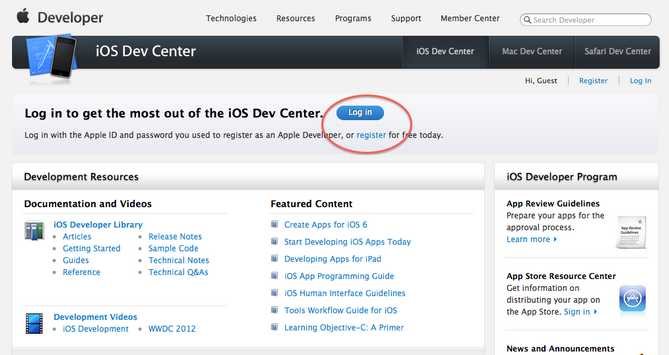 Developer
Technologies Resources Programs Support Member Center
Search Developer
iOS Dev Center
iOS Dev Center Mac Dev Center Safari Dev Center
Hi, Guest Register Log In
Log in to get the most out of the iOS Dev Center. Log in
Log in with the Apple ID and password you used to register as an Apple Developer, or register for free today.
Development Resources
Documentation and Videos
iOS Developer Library
Articles
Getting Started
Guides
Reference
Release Notes
Sample Code
Technical Notes
Technical Q&As
Development Videos
iOS Development
WWDC 2012
Featured Content
Create Apps for iOS 6
Start Developing iOS Apps Today
Developing Apps for iPad
iOS App Programming Guide
iOS Human Interface Guidelines
Tools Workflow Guide for iOS
Learning Objective-C: A Primer
iOS Developer Program
App Review Guidelines
Prepare your apps for the
approval process.
Learn more
App Review
Guidelines
App Store Resource Center
Get information on
distributing your app on
the App Store. Sign in
News and Announcements